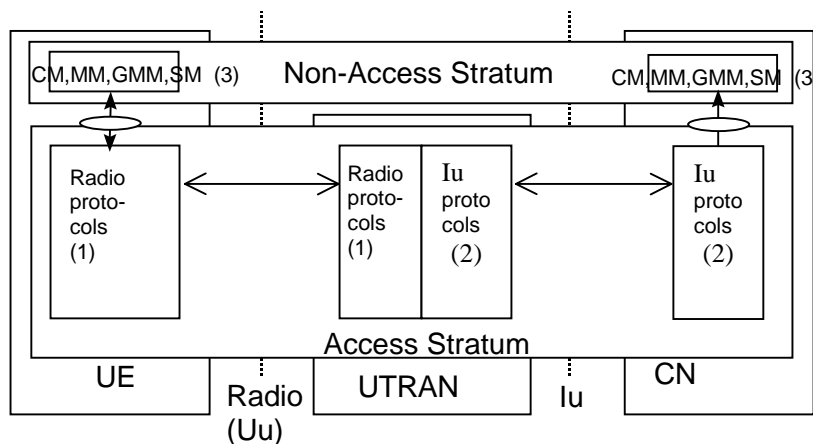 Non-Access Stratum
CM,MM,GMM,SM (3)
CM,MM,GMM,SM (3
Radio
proto-
cols
(1)
Radio
proto-
cols
(1)
Iu
proto
cols
(2)
Iu
proto
cols
(2)
Access Stratum
UE
Radio
(Uu)
UTRAN
Iu
CN